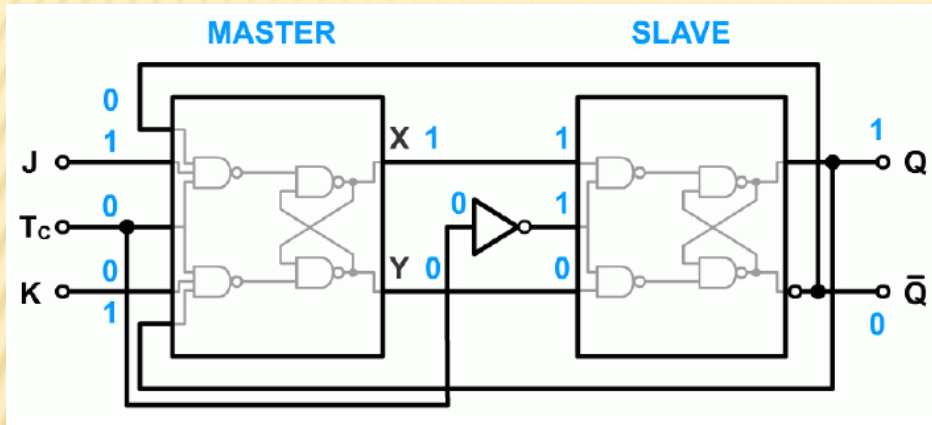 MASTER SLAVE
0
1 X 1 1 1
J Q
0 0 1
Tc
0 Y 0 0
K Q̅
1 0